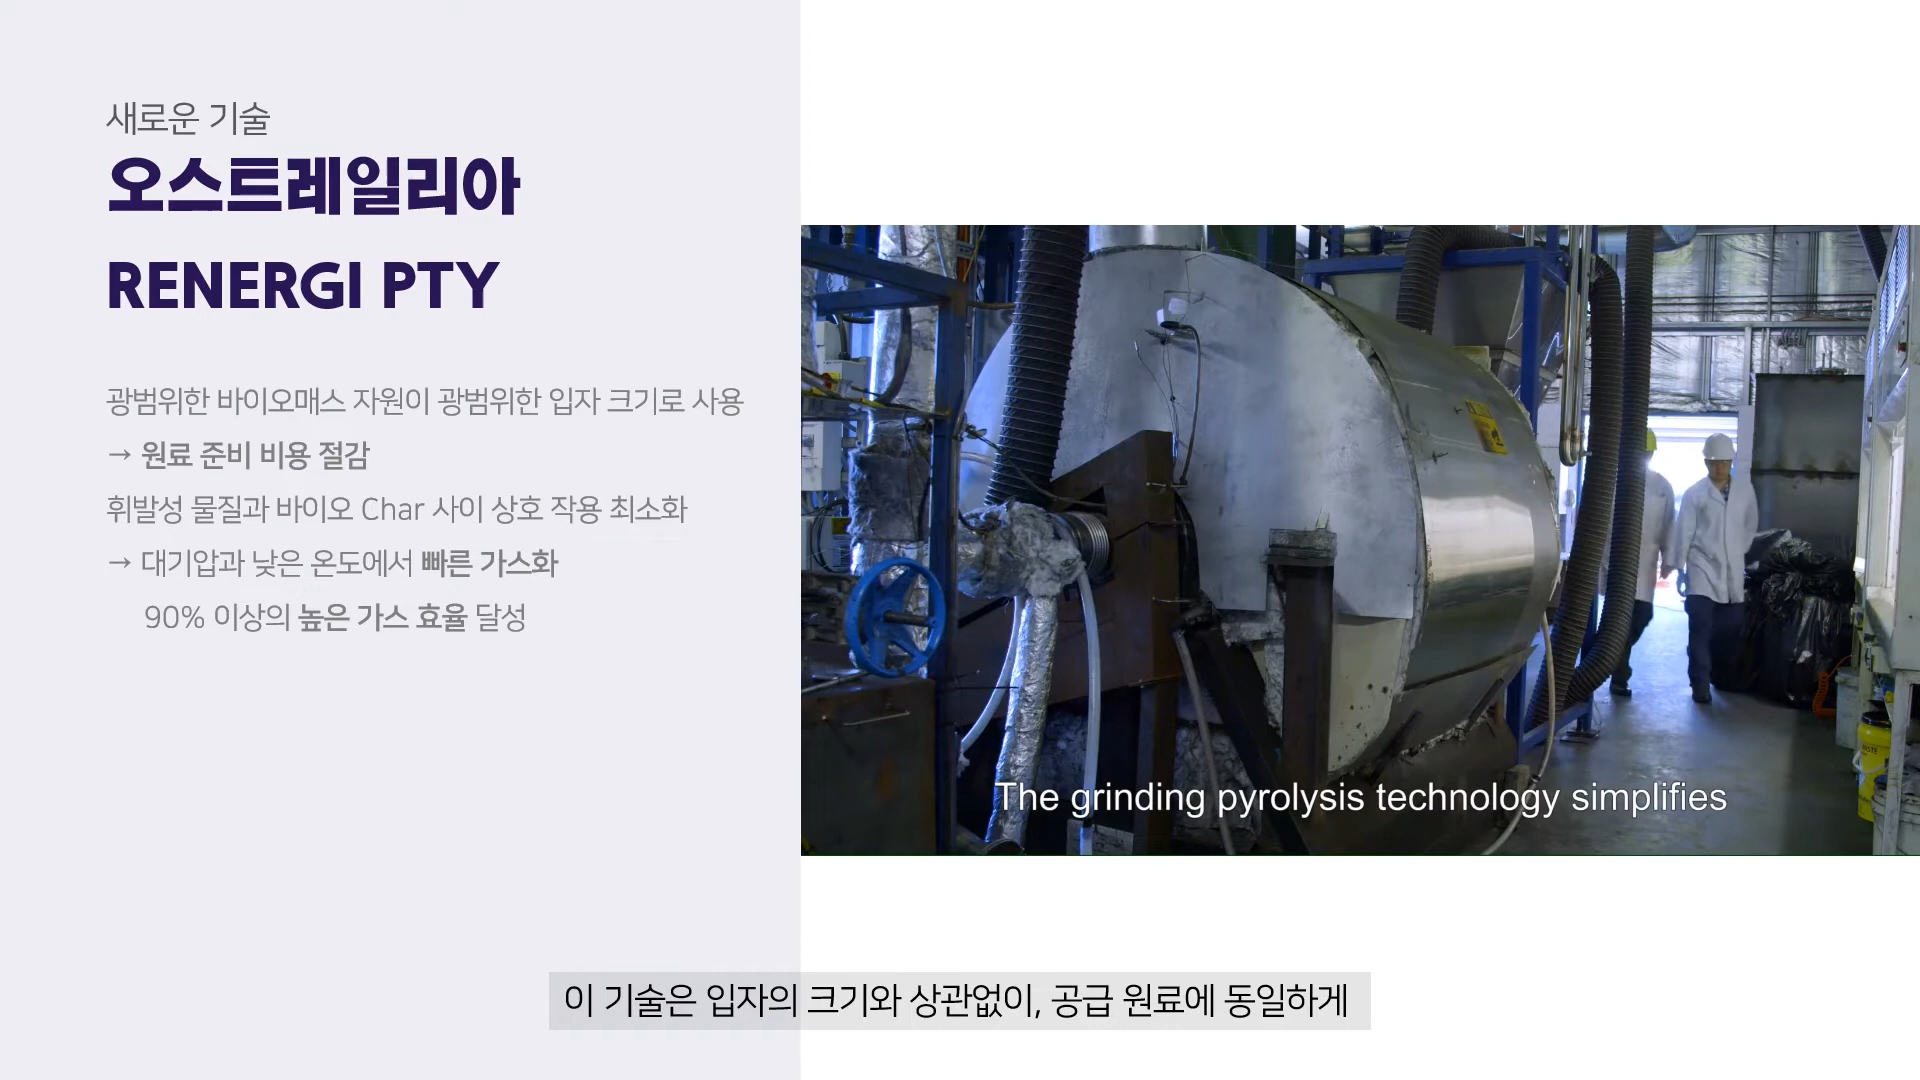 새로운 기술
오스트레일리아
RENERGI PTY
광범위한 바이오매스 자원이 광범위한 입자 크기로 사용
→ 원료 준비 비용 절감
휘발성 물질과 바이오 Char 사이 상호 작용 최소화
→ 대기압과 낮은 온도에서 빠른 가스화
90% 이상의 높은 가스 효율 달성
The grinding pyrolysis technology simplifies
이 기술은 입자의 크기와 상관없이, 공급 원료에 동일하게